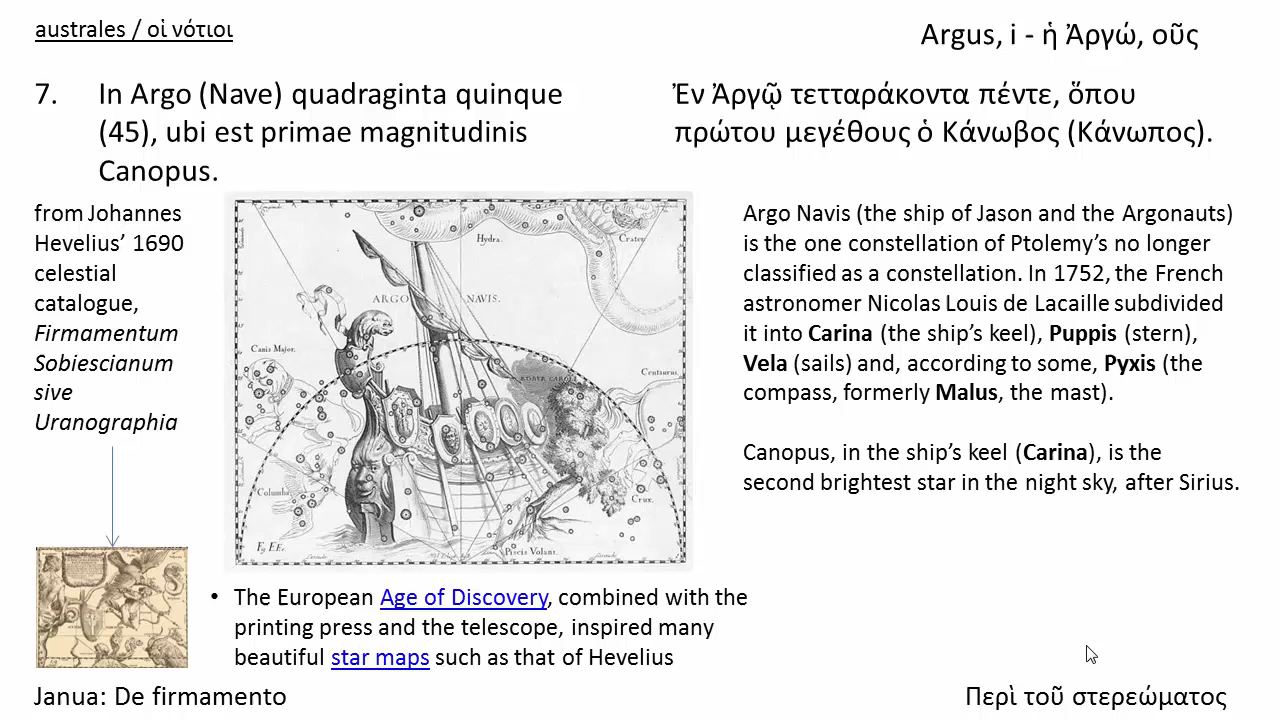 australes / οἱ νότιοι
Argus, i - ἡ Ἀργώ, οῦς
7. In Argo (Nave) quadraginta quinque
(45), ubi est primae magnitudinis
Canopus.
Ἐν Ἀργῷ τετταράκοντα πέντε, ὅπου
πρώτου μεγέθους ὁ Κάνωβος (Κάνωπος).
from Johannes
Hevelius’ 1690
celestial
catalogue,
Firmamentum
Sobiescianum
sive
Uranographia
Hydra.
Crater
ARGO NAVIS.
Canis Major.
ROBUR CAROLI
Centaurus.
Columba
Crux.
Piscis Volans.
Argo Navis (the ship of Jason and the Argonauts)
is the one constellation of Ptolemy’s no longer
classified as a constellation. In 1752, the French
astronomer Nicolas Louis de Lacaille subdivided
it into Carina (the ship’s keel), Puppis (stern),
Vela (sails) and, according to some, Pyxis (the
compass, formerly Malus, the mast).
Canopus, in the ship’s keel (Carina), is the
second brightest star in the night sky, after Sirius.
• The European Age of Discovery, combined with the
printing press and the telescope, inspired many
beautiful star maps such as that of Hevelius
Janua: De firmamento
Περὶ τοῦ στερεώματος